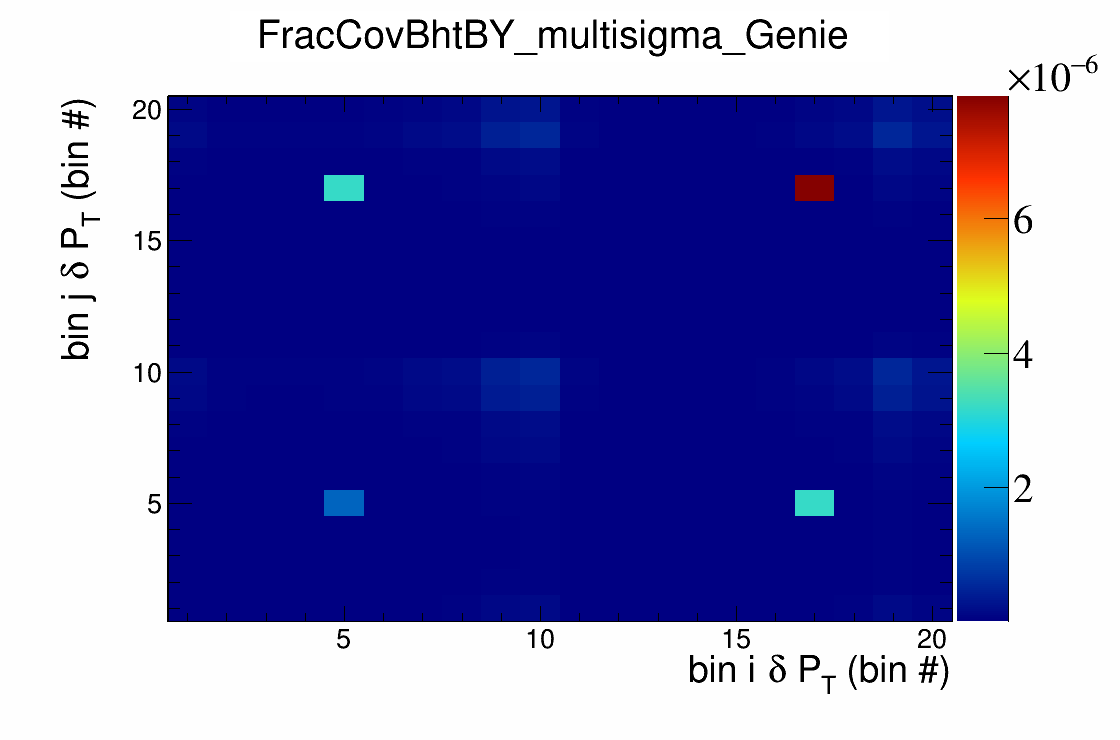 FracCovBhtBY_multisigma_Genie
×10⁻⁶
bin j δ P_T (bin #)
20
15
10
5
6
4
2
5 10 15 20
bin i δ P_T (bin #)